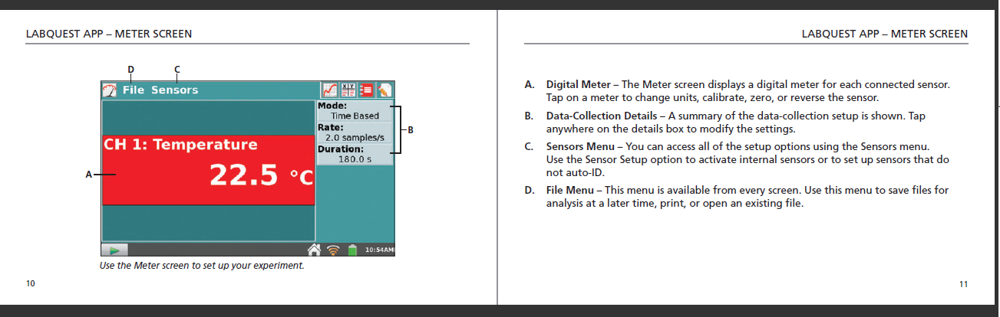 LABQUEST APP – METER SCREEN
D
C
File Sensors
Mode:
Time Based
Rate:
2.0 samples/s
Duration:
180.0 s
B
CH 1: Temperature
22.5 °C
A
10:54AM
Use the Meter screen to set up your experiment.
10
LABQUEST APP – METER SCREEN
A. Digital Meter – The Meter screen displays a digital meter for each connected sensor.
Tap on a meter to change units, calibrate, zero, or reverse the sensor.
B. Data-Collection Details – A summary of the data-collection setup is shown. Tap
anywhere on the details box to modify the settings.
C. Sensors Menu – You can access all of the setup options using the Sensors menu.
Use the Sensor Setup option to activate internal sensors or to set up sensors that do
not auto-ID.
D. File Menu – This menu is available from every screen. Use this menu to save files for
analysis at a later time, print, or open an existing file.
11